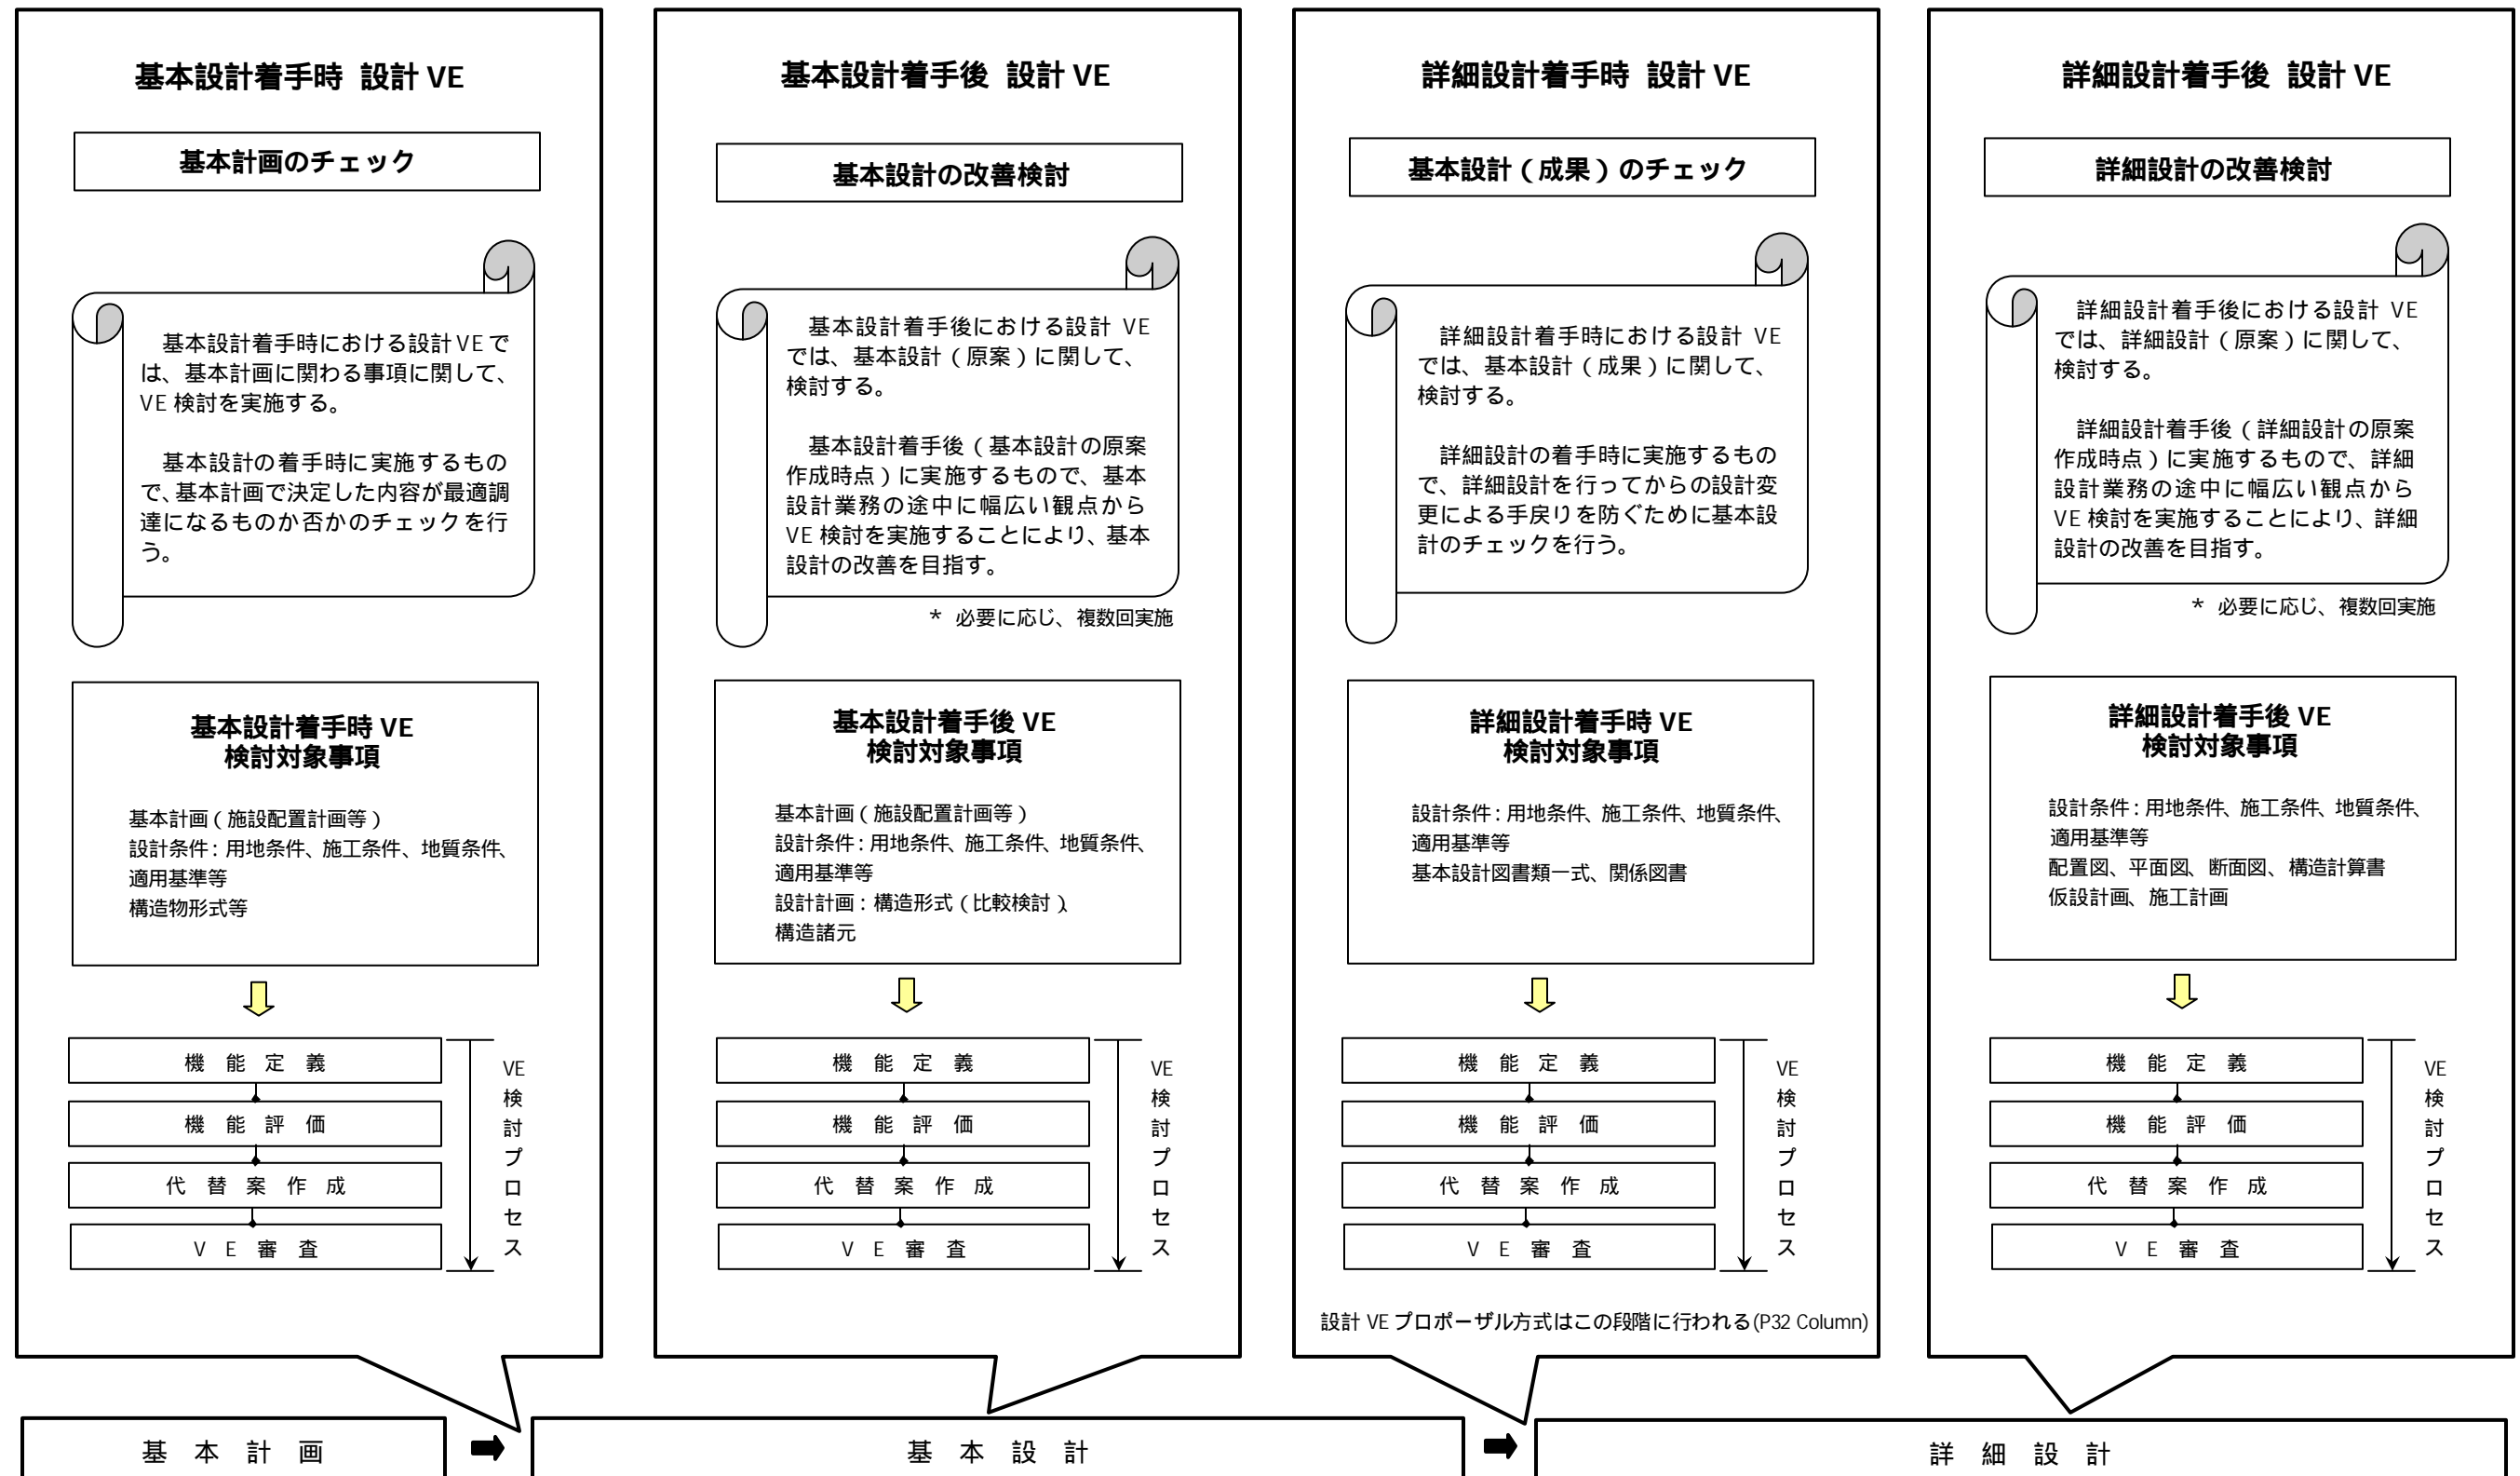 基本設計着手時 設計 VE
基本計画のチェック
基本設計着手時における設計 VE で
は、基本計画に関わる事項に関して、
VE 検討を実施する。
基本設計の着手時に実施するもの
で、基本計画で決定した内容が最適調
達になるものか否かのチェックを行
う。
基本設計着手時 VE
検討対象事項
基本計画（施設配置計画等）
設計条件：用地条件、施工条件、地質条件、
適用基準等
構造物形式等
機 能 定 義
機 能 評 価
代 替 案 作 成
V E 審 査
VE検討プロセス
基本設計着手後 設計 VE
基本設計の改善検討
基本設計着手後における設計 VE
では、基本設計（原案）に関して、
検討する。
基本設計着手後（基本設計の原案
作成時点）に実施するもので、基本
設計業務の途中に幅広い観点から
VE 検討を実施することにより、基本
設計の改善を目指す。
* 必要に応じ、複数回実施
基本設計着手後 VE
検討対象事項
基本計画（施設配置計画等）
設計条件：用地条件、施工条件、地質条件、
適用基準等
設計計画：構造形式（比較検討）、
構造諸元
機 能 定 義
機 能 評 価
代 替 案 作 成
V E 審 査
VE検討プロセス
詳細設計着手時 設計 VE
基本設計（成果）のチェック
詳細設計着手時における設計 VE
では、基本設計（成果）に関して、
検討する。
詳細設計の着手時に実施するもの
で、詳細設計を行ってからの設計変
更による手戻りを防ぐために基本設
計のチェックを行う。
詳細設計着手時 VE
検討対象事項
設計条件：用地条件、施工条件、地質条件、
適用基準等
基本設計図書類一式、関係図書
機 能 定 義
機 能 評 価
代 替 案 作 成
V E 審 査
VE検討プロセス
設計 VE プロポーザル方式はこの段階に行われる(P32 Column)
詳細設計着手後 設計 VE
詳細設計の改善検討
詳細設計着手後における設計 VE
では、詳細設計（原案）に関して、
検討する。
詳細設計着手後（詳細設計の原案
作成時点）に実施するもので、詳細
設計業務の途中に幅広い観点から
VE 検討を実施することにより、詳細
設計の改善を目指す。
* 必要に応じ、複数回実施
詳細設計着手後 VE
検討対象事項
設計条件：用地条件、施工条件、地質条件、
適用基準等
配置図、平面図、断面図、構造計算書
仮設計画、施工計画
機 能 定 義
機 能 評 価
代 替 案 作 成
V E 審 査
VE検討プロセス
基 本 計 画
基 本 設 計
詳 細 設 計